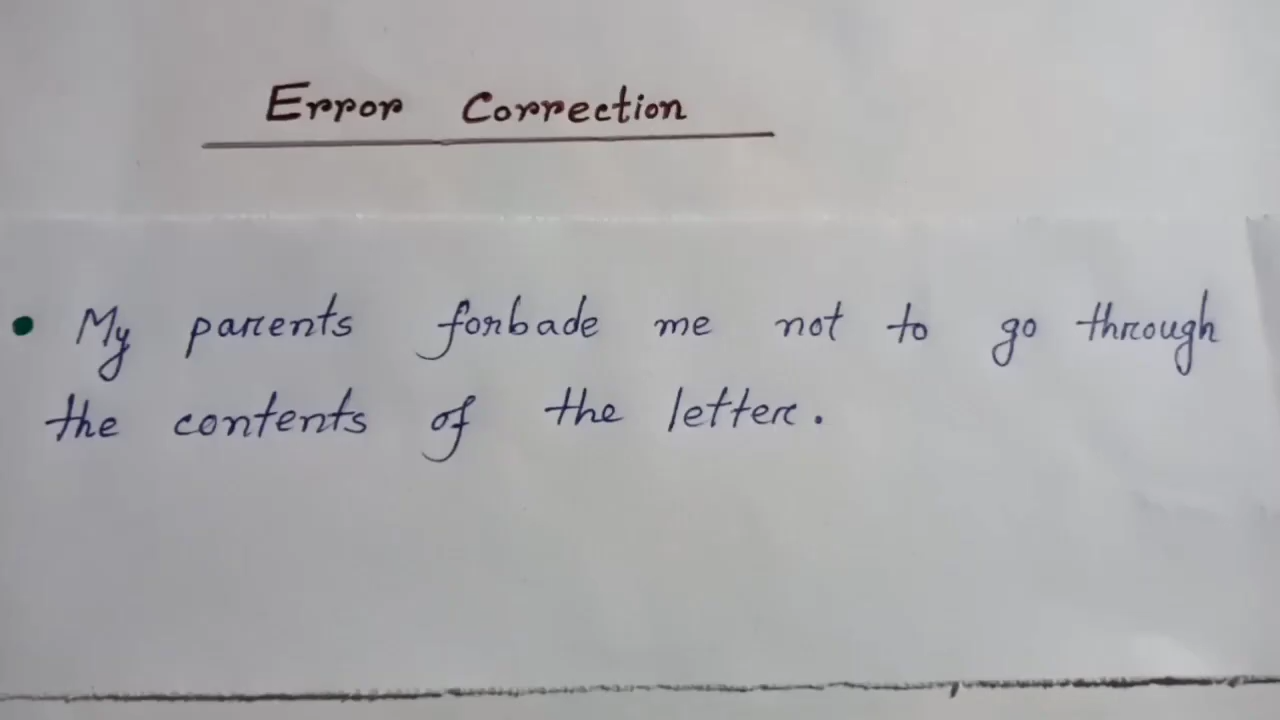 Error Correction
• My parents forbade me not to go through
the contents of the letter.